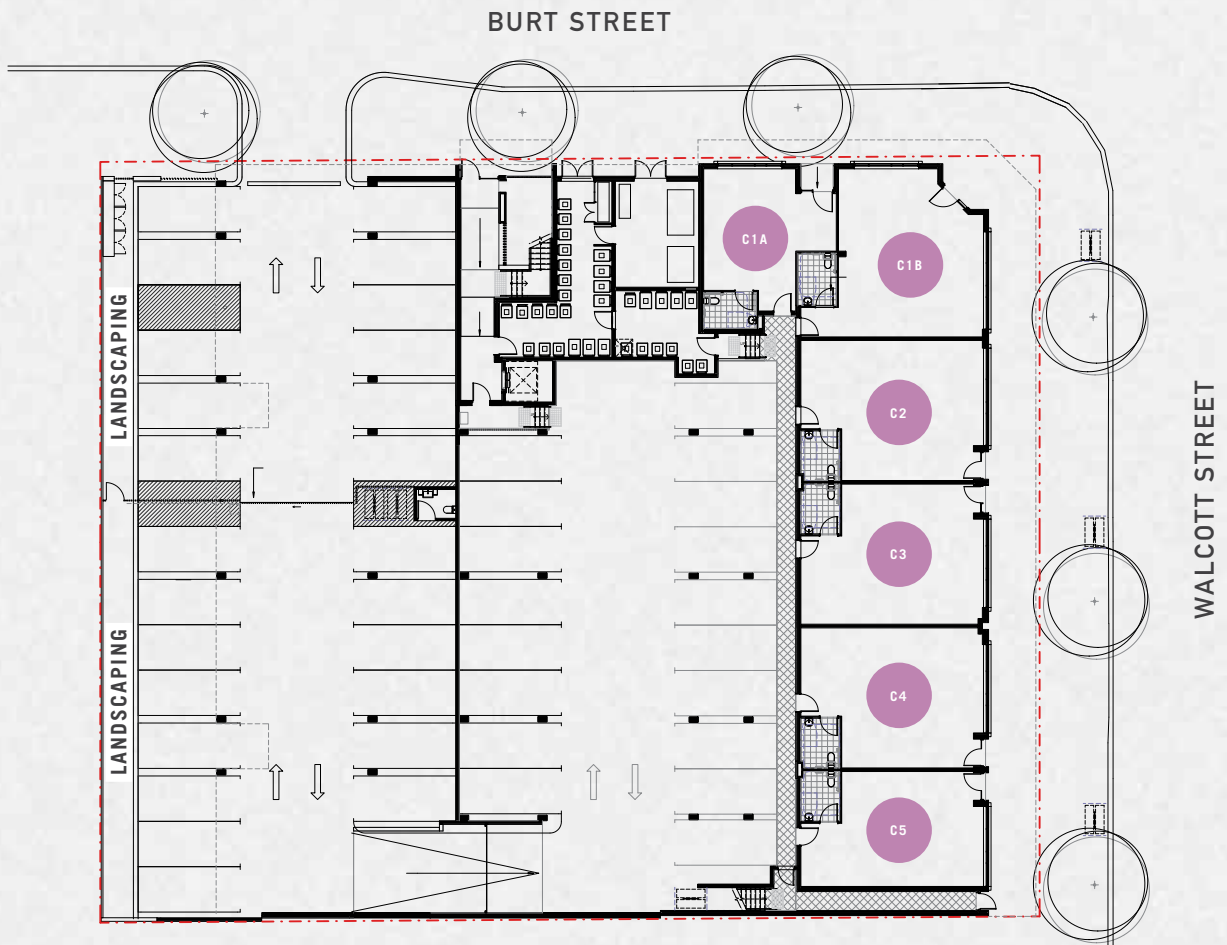 BURT STREET
C1A
C1B
LANDSCAPING
C2
WALCOTT STREET
C3
LANDSCAPING
C4
C5